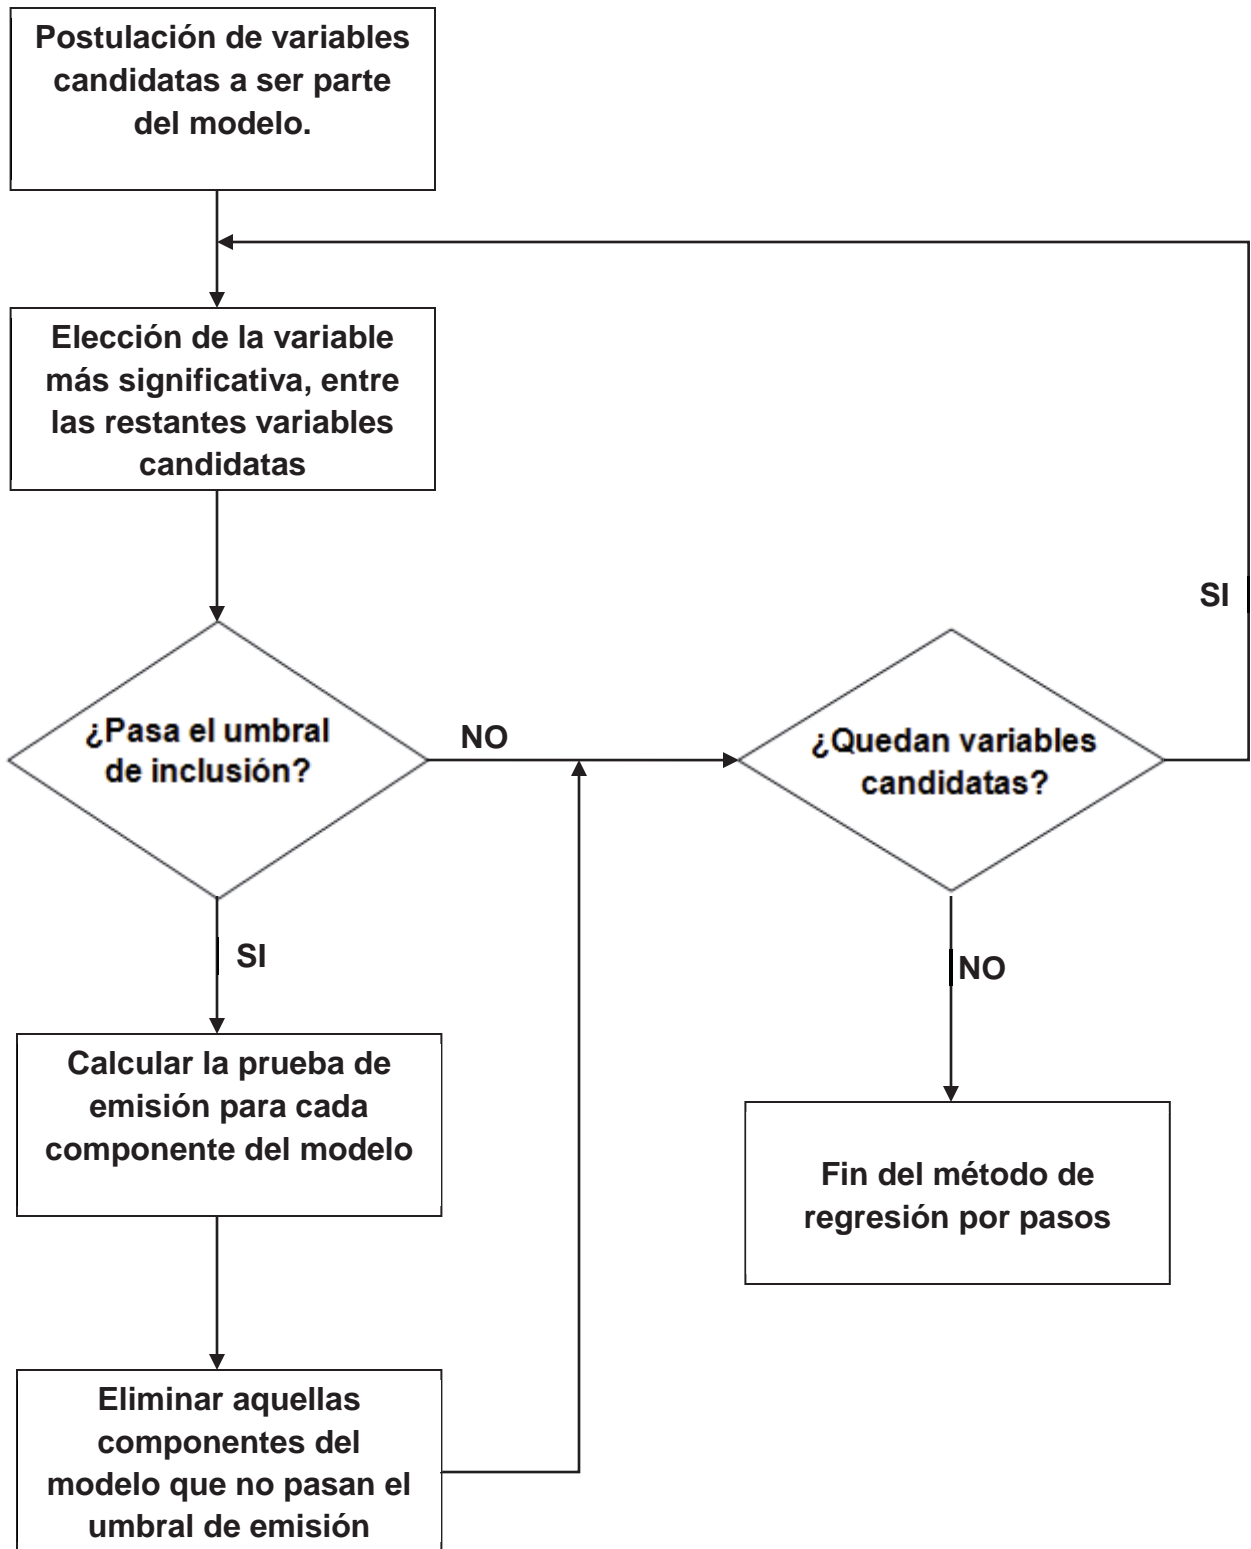 Postulación de variables
candidatas a ser parte
del modelo.
Elección de la variable
más significativa, entre
las restantes variables
candidatas
SI
¿Pasa el umbral
de inclusión?
NO
¿Quedan variables
candidatas?
SI
NO
Calcular la prueba de
emisión para cada
componente del modelo
Fin del método de
regresión por pasos
Eliminar aquellas
componentes del
modelo que no pasan el
umbral de emisión